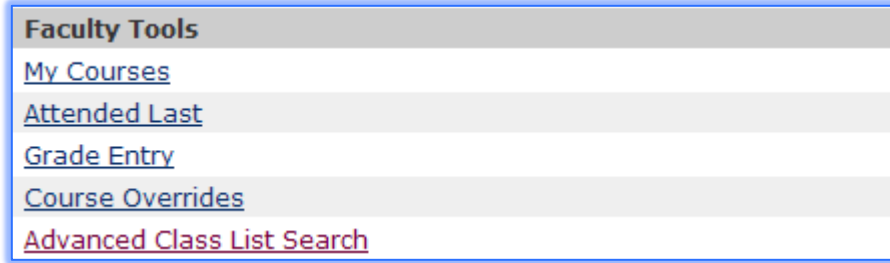 Faculty Tools
My Courses
Attended Last
Grade Entry
Course Overrides
Advanced Class List Search